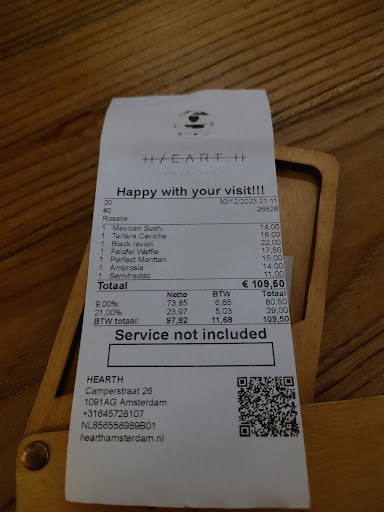 H/EART.H
Happy with your visit!!!
20 30/12/2023 21:11
#2 26526
Rosalie
1 Mexican Sushi 14,00
1 Tartare Ceviche 16,00
1 Black ravioli 22,00
1 Falafel Waffle 17,50
1 Perfect Manttan 15,00
1 Ambrosia 14,00
1 Semifreddo 11,00
Totaal € 109,50
Netto BTW Totaal
9,00%: 73,85 6,65 80,50
21,00%: 23,97 5,03 29,00
BTW totaal: 97,82 11,68 109,50
Service not included
HEARTH
Camperstraat 26
1091AG Amsterdam
+31645728107
NL856558989B01
hearthamsterdam.nl